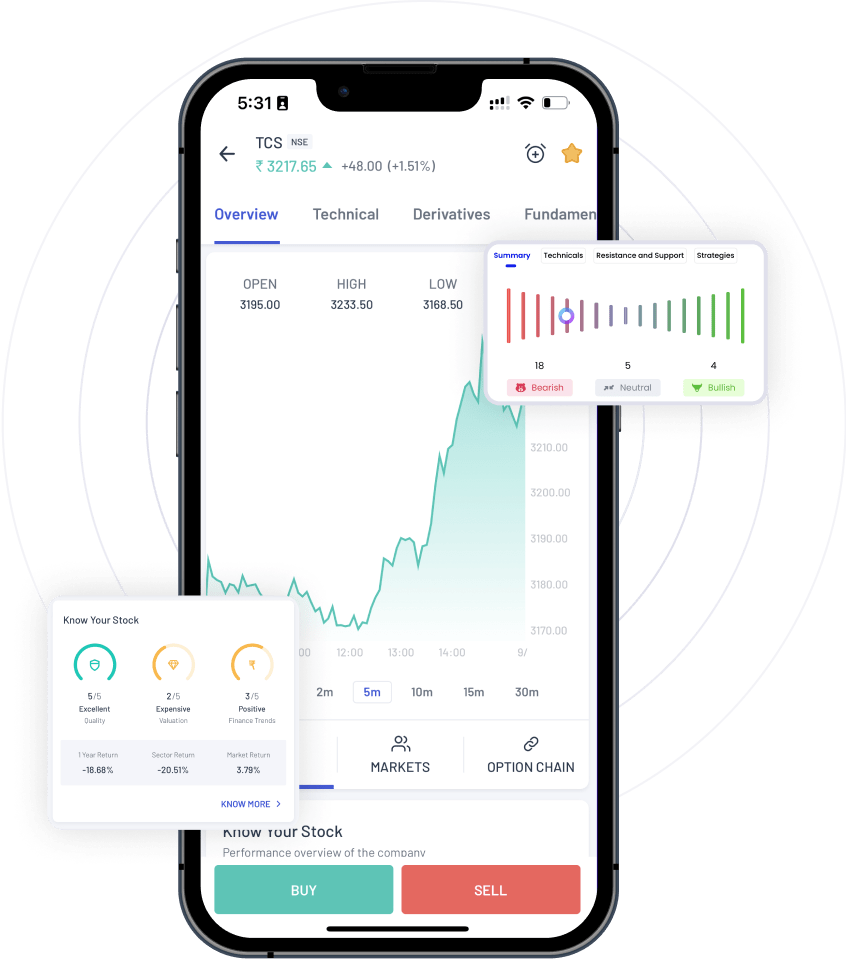 5:31
TCS NSE
₹ 3217.65 +48.00 (+1.51%)
Overview Technical Derivatives Fundamen
Summary Technicals Resistance and Support Strategies
OPEN HIGH LOW
3195.00 3233.50 3168.50
18 5 4
Bearish Neutral Bullish
3210.00
3200.00
3190.00
3180.00
3170.00
00 12:00 13:00 14:00 9/
Know Your Stock
5/5 2/5 3/5
Excellent Expensive Positive
Quality Valuation Finance Trends
1 Year Return Sector Return Market Return
-18.68% -20.51% 3.79%
KNOW MORE
2m 5m 10m 15m 30m
MARKETS OPTION CHAIN
Know Your Stock
Performance overview of the company
BUY SELL